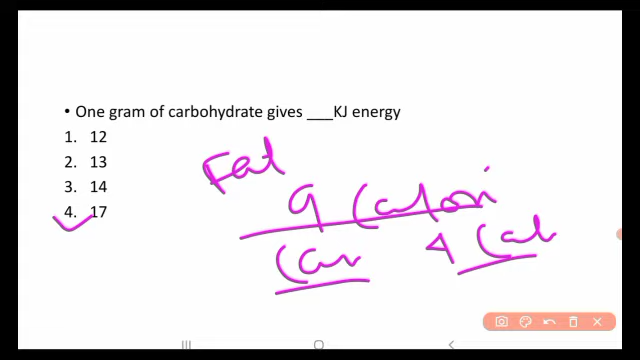 • One gram of carbohydrate gives ___KJ energy
1. 12
2. 13
3. 14
4. 17
Fat
9 Calori
Car 4 Cal